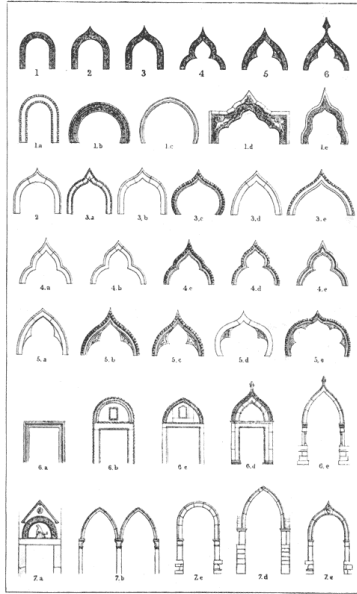 1 2 3 4 5 6
1.a 1.b 1.c 1.d 1.e
2. 3.a 3.b 3.c 3.d 3.e
4.a 4.b 4.c 4.d 4.e
5.a 5.b 5.c 5.d 5.e
6.a 6.b 6.c 6.d 6.e
7.a 7.b 7.c 7.d 7.e